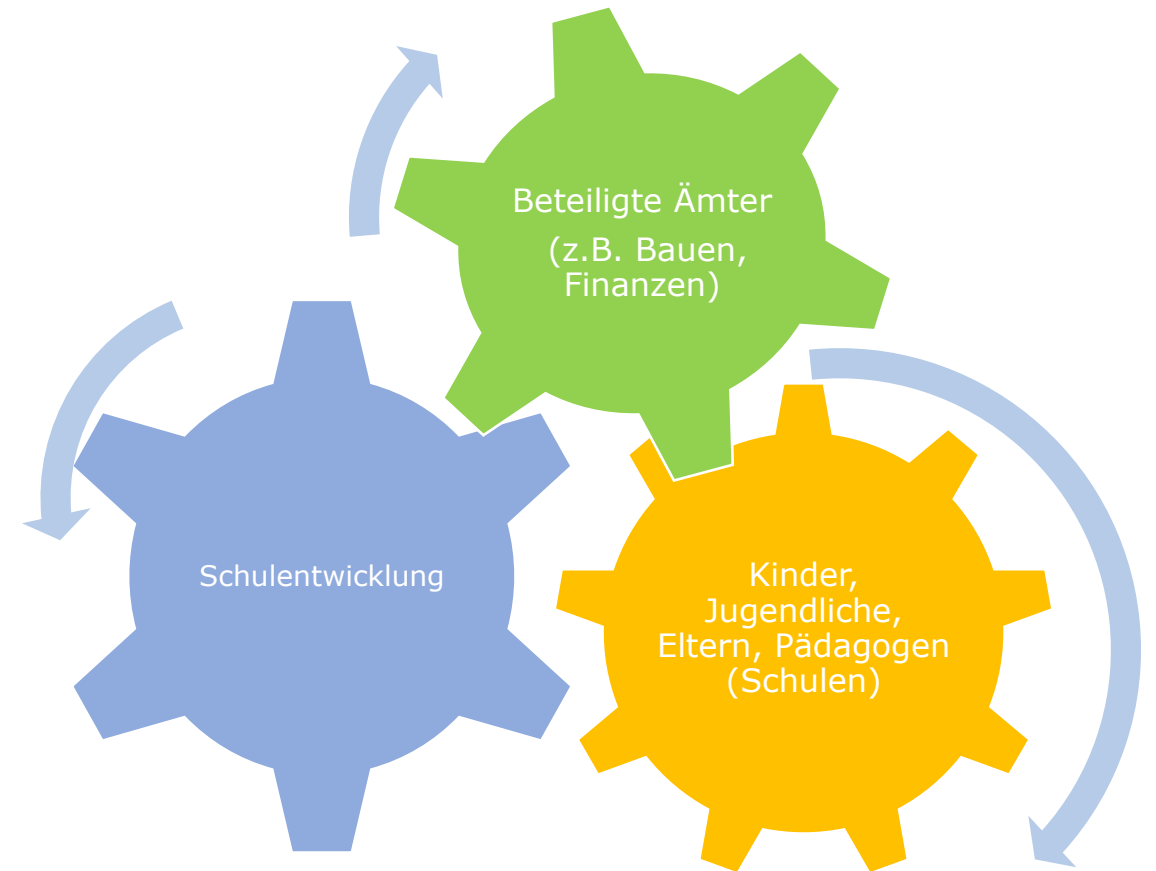 Beteiligte Ämter
(z.B. Bauen,
Finanzen)
Schulentwicklung
Kinder,
Jugendliche,
Eltern, Pädagogen
(Schulen)